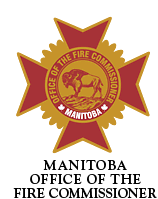 OFFICE OF THE FIRE COMMISSIONER
MANITOBA
MANITOBA
OFFICE OF THE
FIRE COMMISSIONER